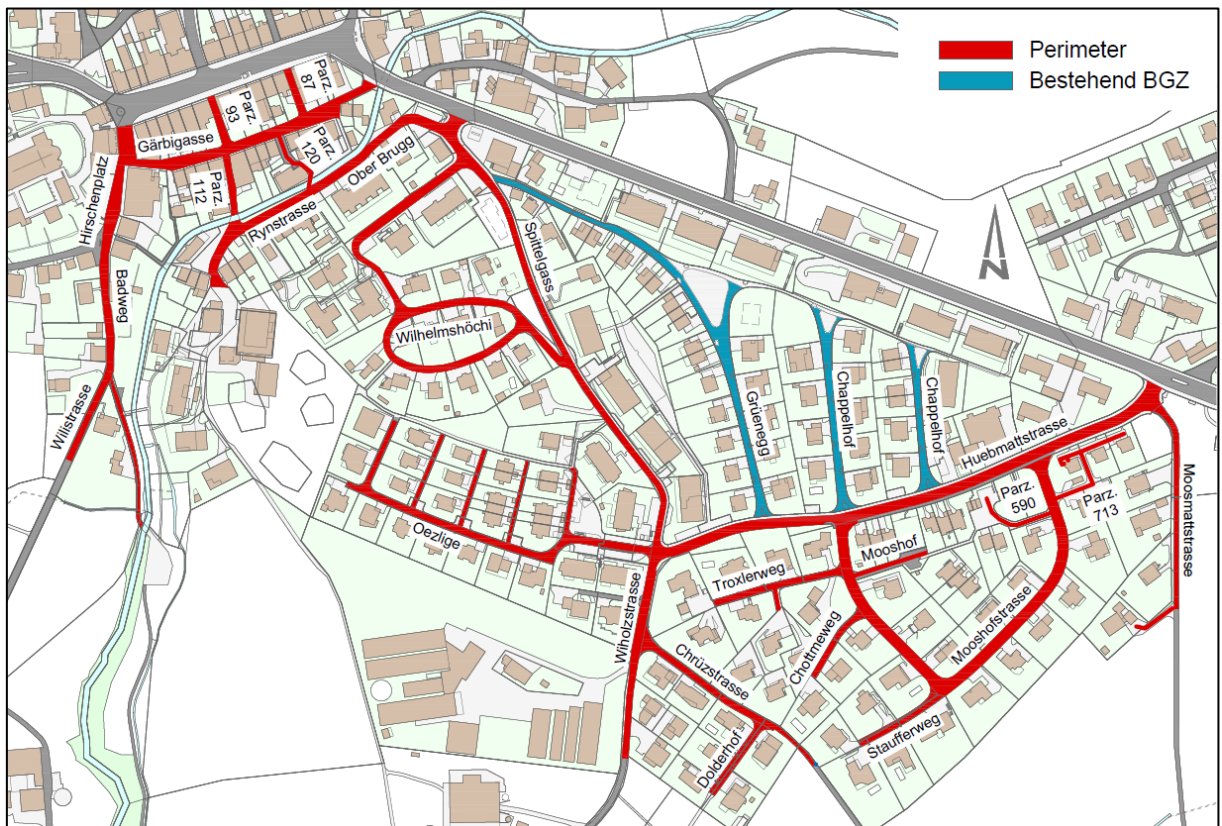 Perimeter
Bestehend BGZ
Parz.
87
Parz.
93
Gärbigasse
Parz.
120
Ober Brugg
Parz.
112
Hirschenplatz
Rynstrasse
Spittelgass
Badweg
N
Wilhelmshöchi
Wilistrasse
Grüenegg
Chappelhof
Chappelhof
Huebmattstrasse
Parz.
590
Parz.
713
Moosmattstrasse
Oezlige
Mooshof
Troxlerweg
Wiholzstrasse
Mooshofstrasse
Chottmeweg
Chrüzstrasse
Staufferweg
Dolderhof